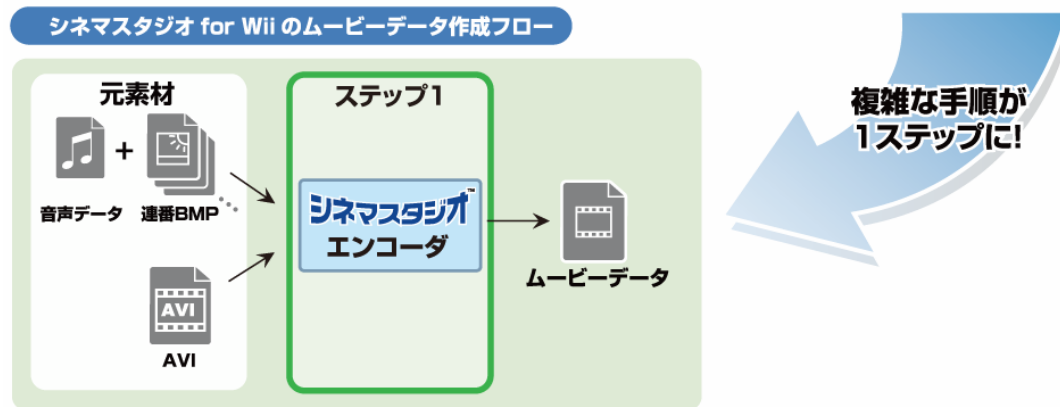 シネマスタジオ for Wii のムービーデータ作成フロー
複雑な手順が
1ステップに!
元素材
ステップ1
+
音声データ
連番BMP
シネマスタジオ™
エンコーダ
ムービーデータ
AVI
AVI